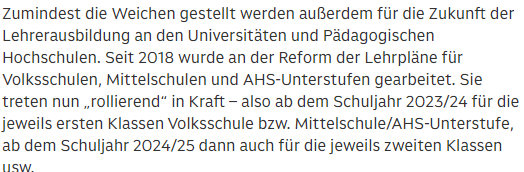 Zumindest die Weichen gestellt werden außerdem für die Zukunft der
Lehrerausbildung an den Universitäten und Pädagogischen
Hochschulen. Seit 2018 wurde an der Reform der Lehrpläne für
Volksschulen, Mittelschulen und AHS-Unterstufen gearbeitet. Sie
treten nun „rollierend“ in Kraft – also ab dem Schuljahr 2023/24 für die
jeweils ersten Klassen Volksschule bzw. Mittelschule/AHS-Unterstufe,
ab dem Schuljahr 2024/25 dann auch für die jeweils zweiten Klassen
usw.